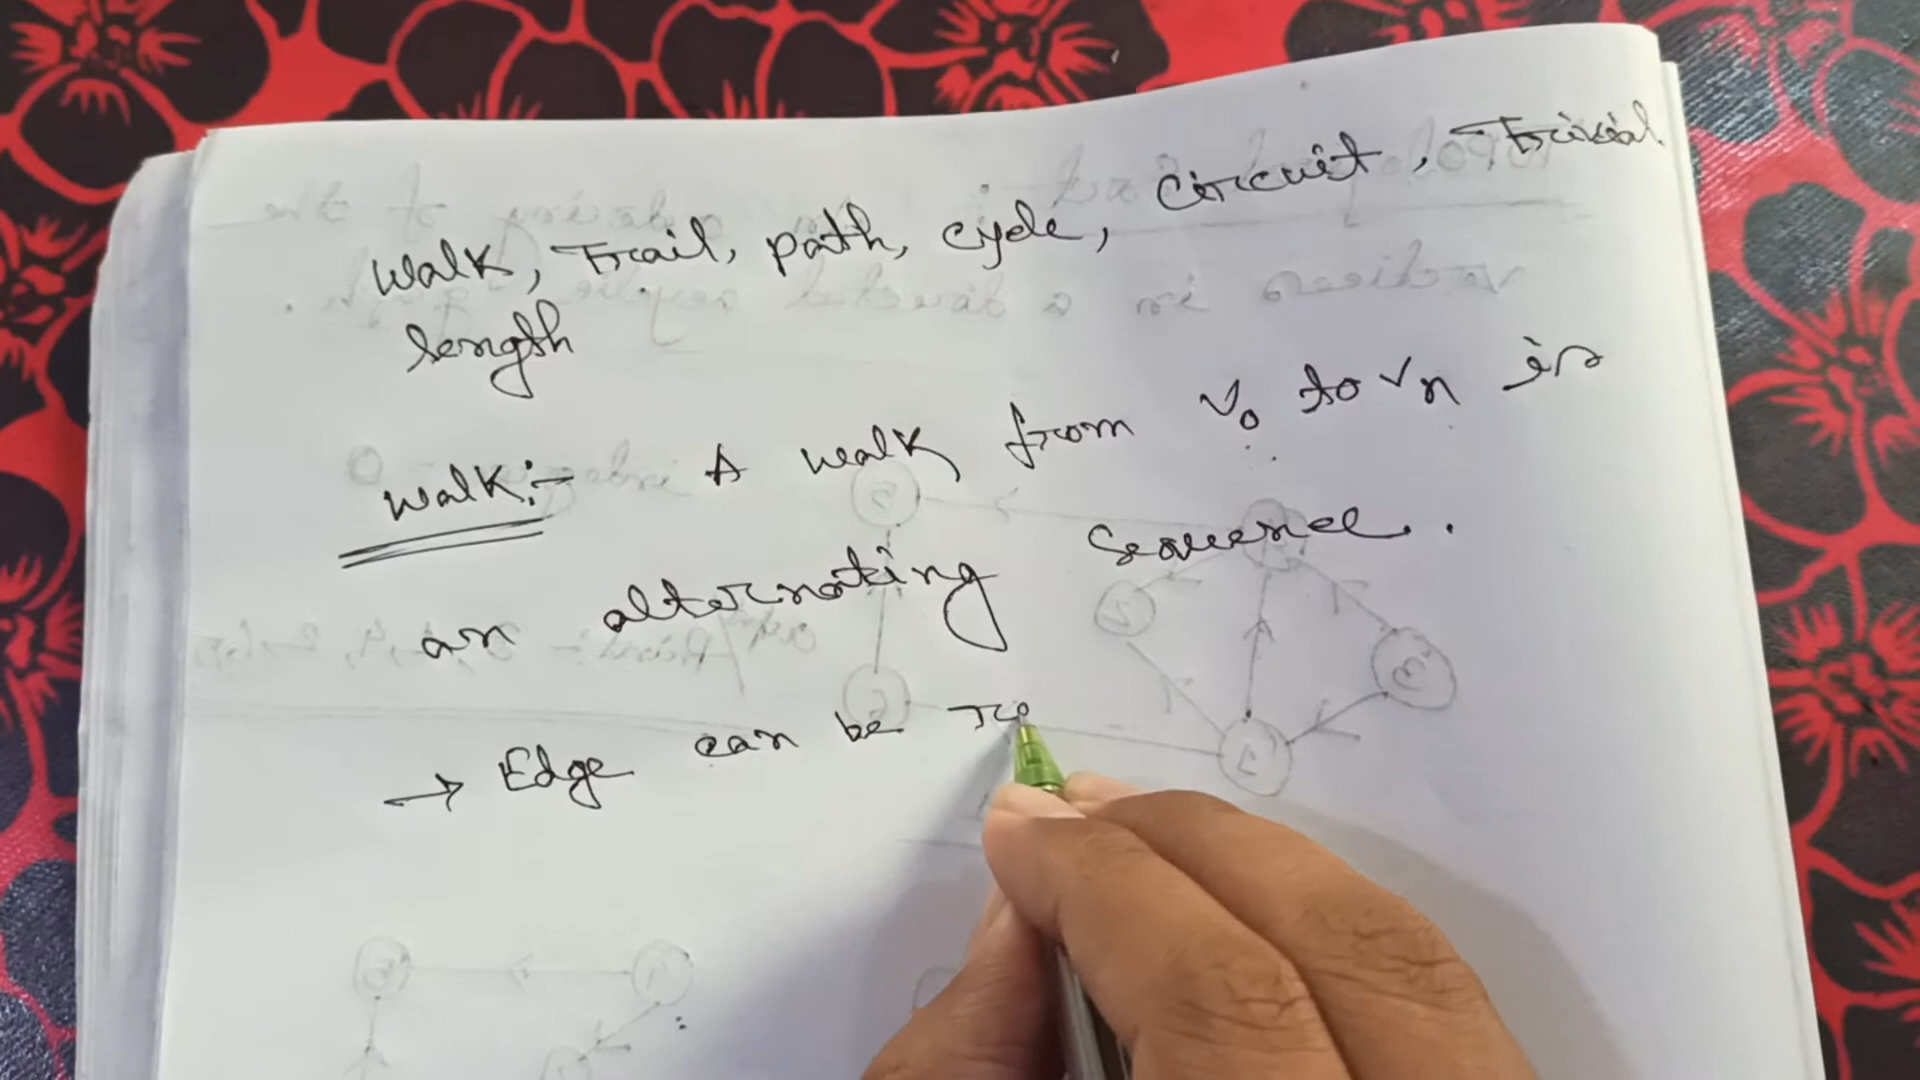 walk, Trail, path, cycle, circuit, Trivial
length
walk:- A walk from v0 to vn is
an alternating sequence..
→ Edge can be re